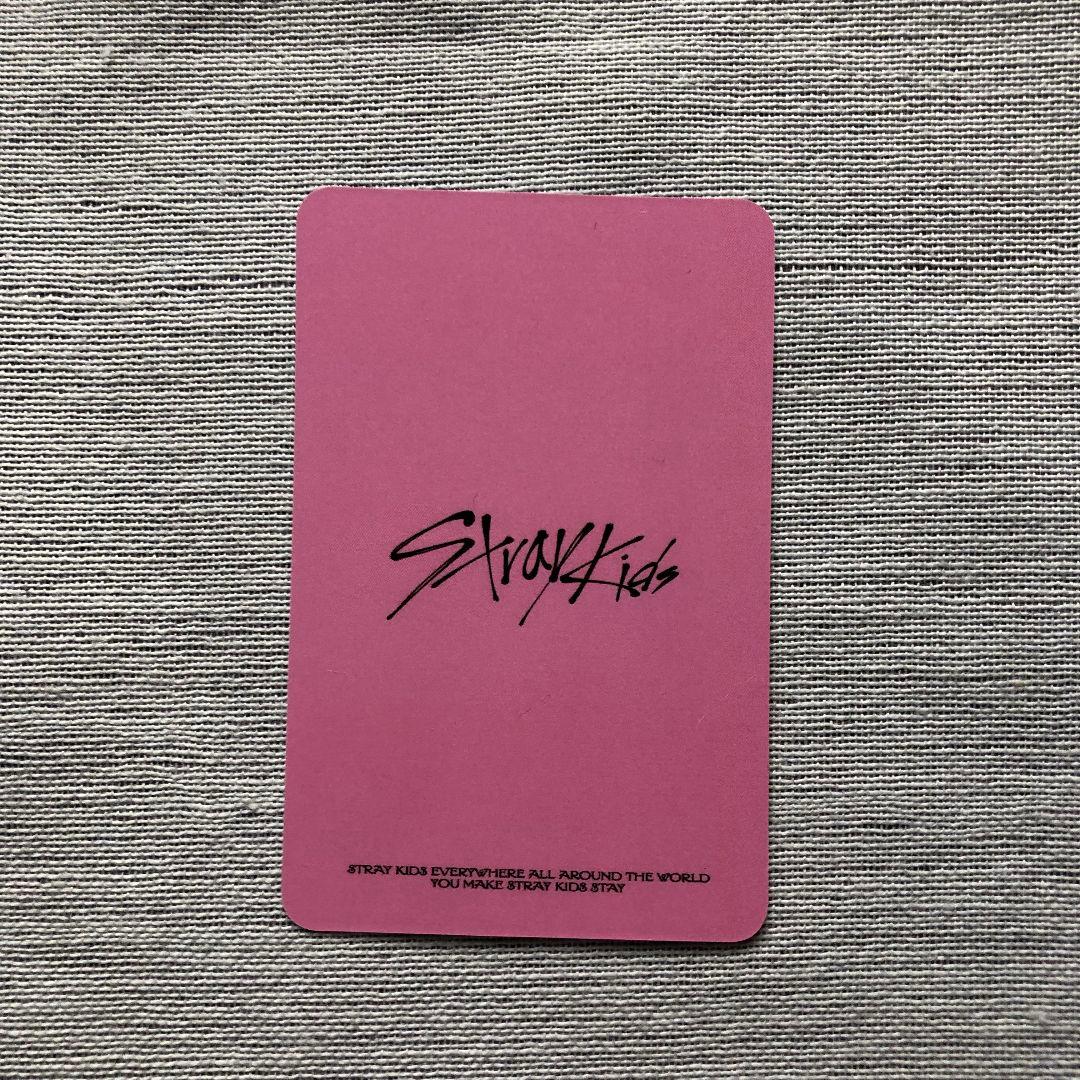 Stray Kids
STRAY KIDS EVERYWHERE ALL AROUND THE WORLD
YOU MAKE STRAY KIDS STAY